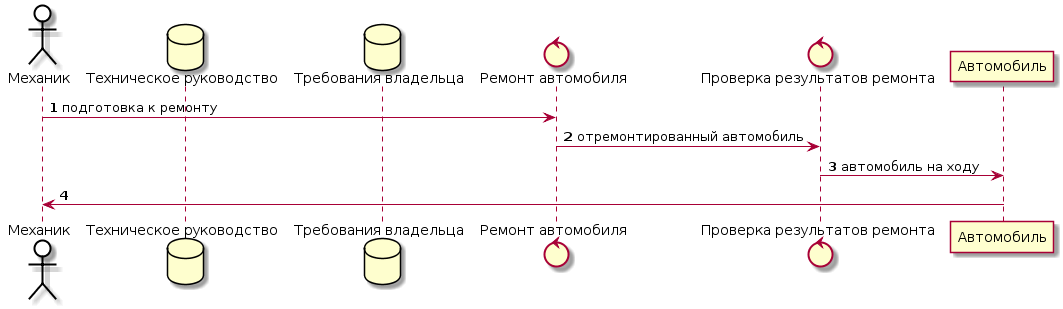 Механик Техническое руководство Требования владельца Ремонт автомобиля Проверка результатов ремонта Автомобиль
1 подготовка к ремонту
2 отремонтированный автомобиль
3 автомобиль на ходу
4
Механик Техническое руководство Требования владельца Ремонт автомобиля Проверка результатов ремонта Автомобиль